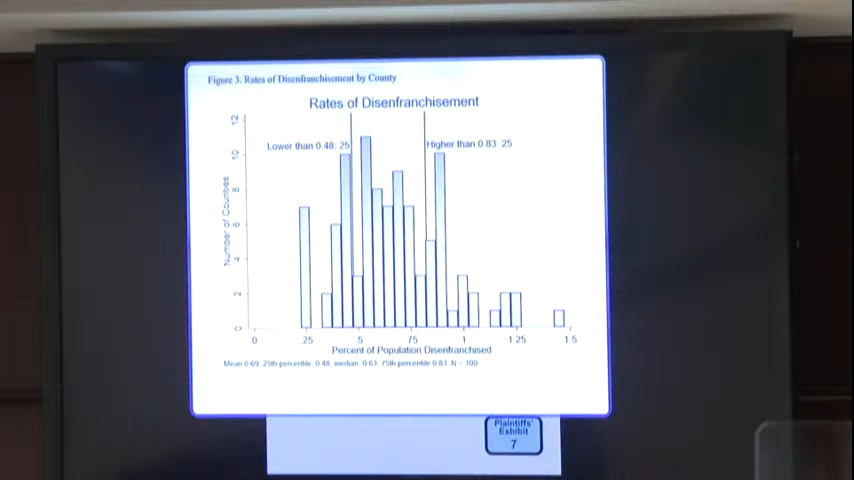 Figure 3. Rates of Disenfranchisement by County
Rates of Disenfranchisement
Lower than 0.48: 25
Higher than 0.83: 25
Number of Counties
12
10
8
6
4
2
0
0
.25
.5
.75
1
1.25
1.5
Percent of Population Disenfranchised
Mean 0.69, 25th percentile 0.48, median 0.63, 75th percentile 0.83. N = 100
Plaintiffs'
Exhibit
7